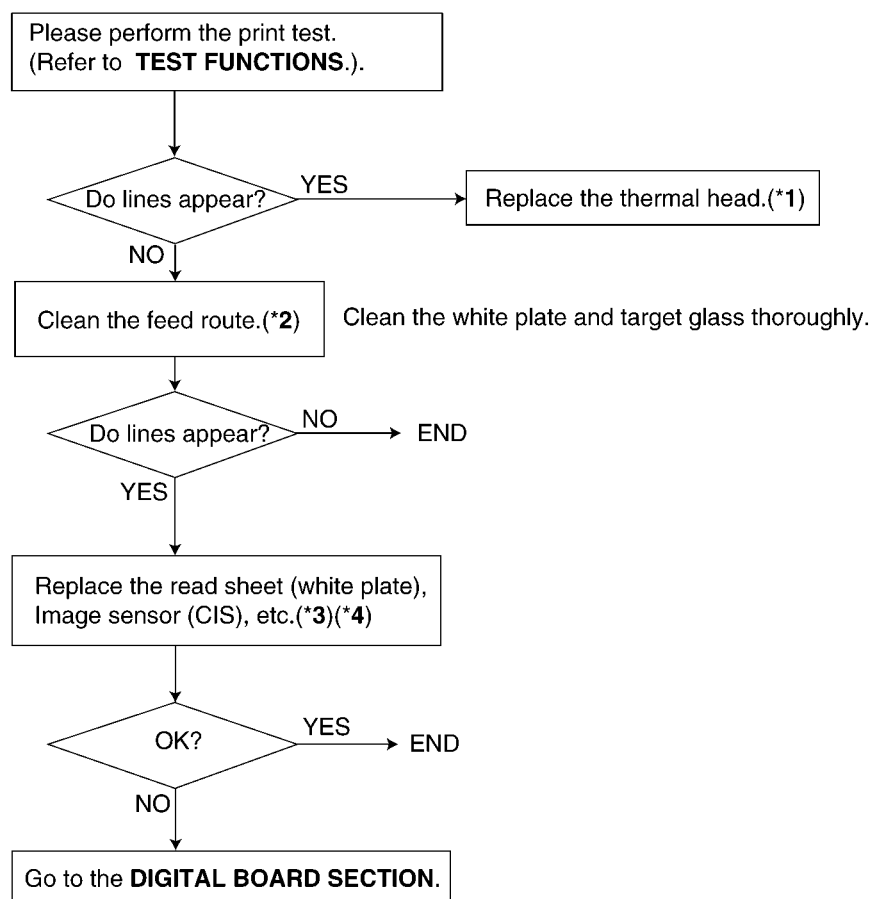 Please perform the print test.
(Refer to TEST FUNCTIONS.).
Do lines appear?
YES
Replace the thermal head.(*1)
NO
Clean the feed route.(*2)
Clean the white plate and target glass thoroughly.
Do lines appear?
NO
END
YES
Replace the read sheet (white plate),
Image sensor (CIS), etc.(*3)(*4)
OK?
YES
END
NO
Go to the DIGITAL BOARD SECTION.